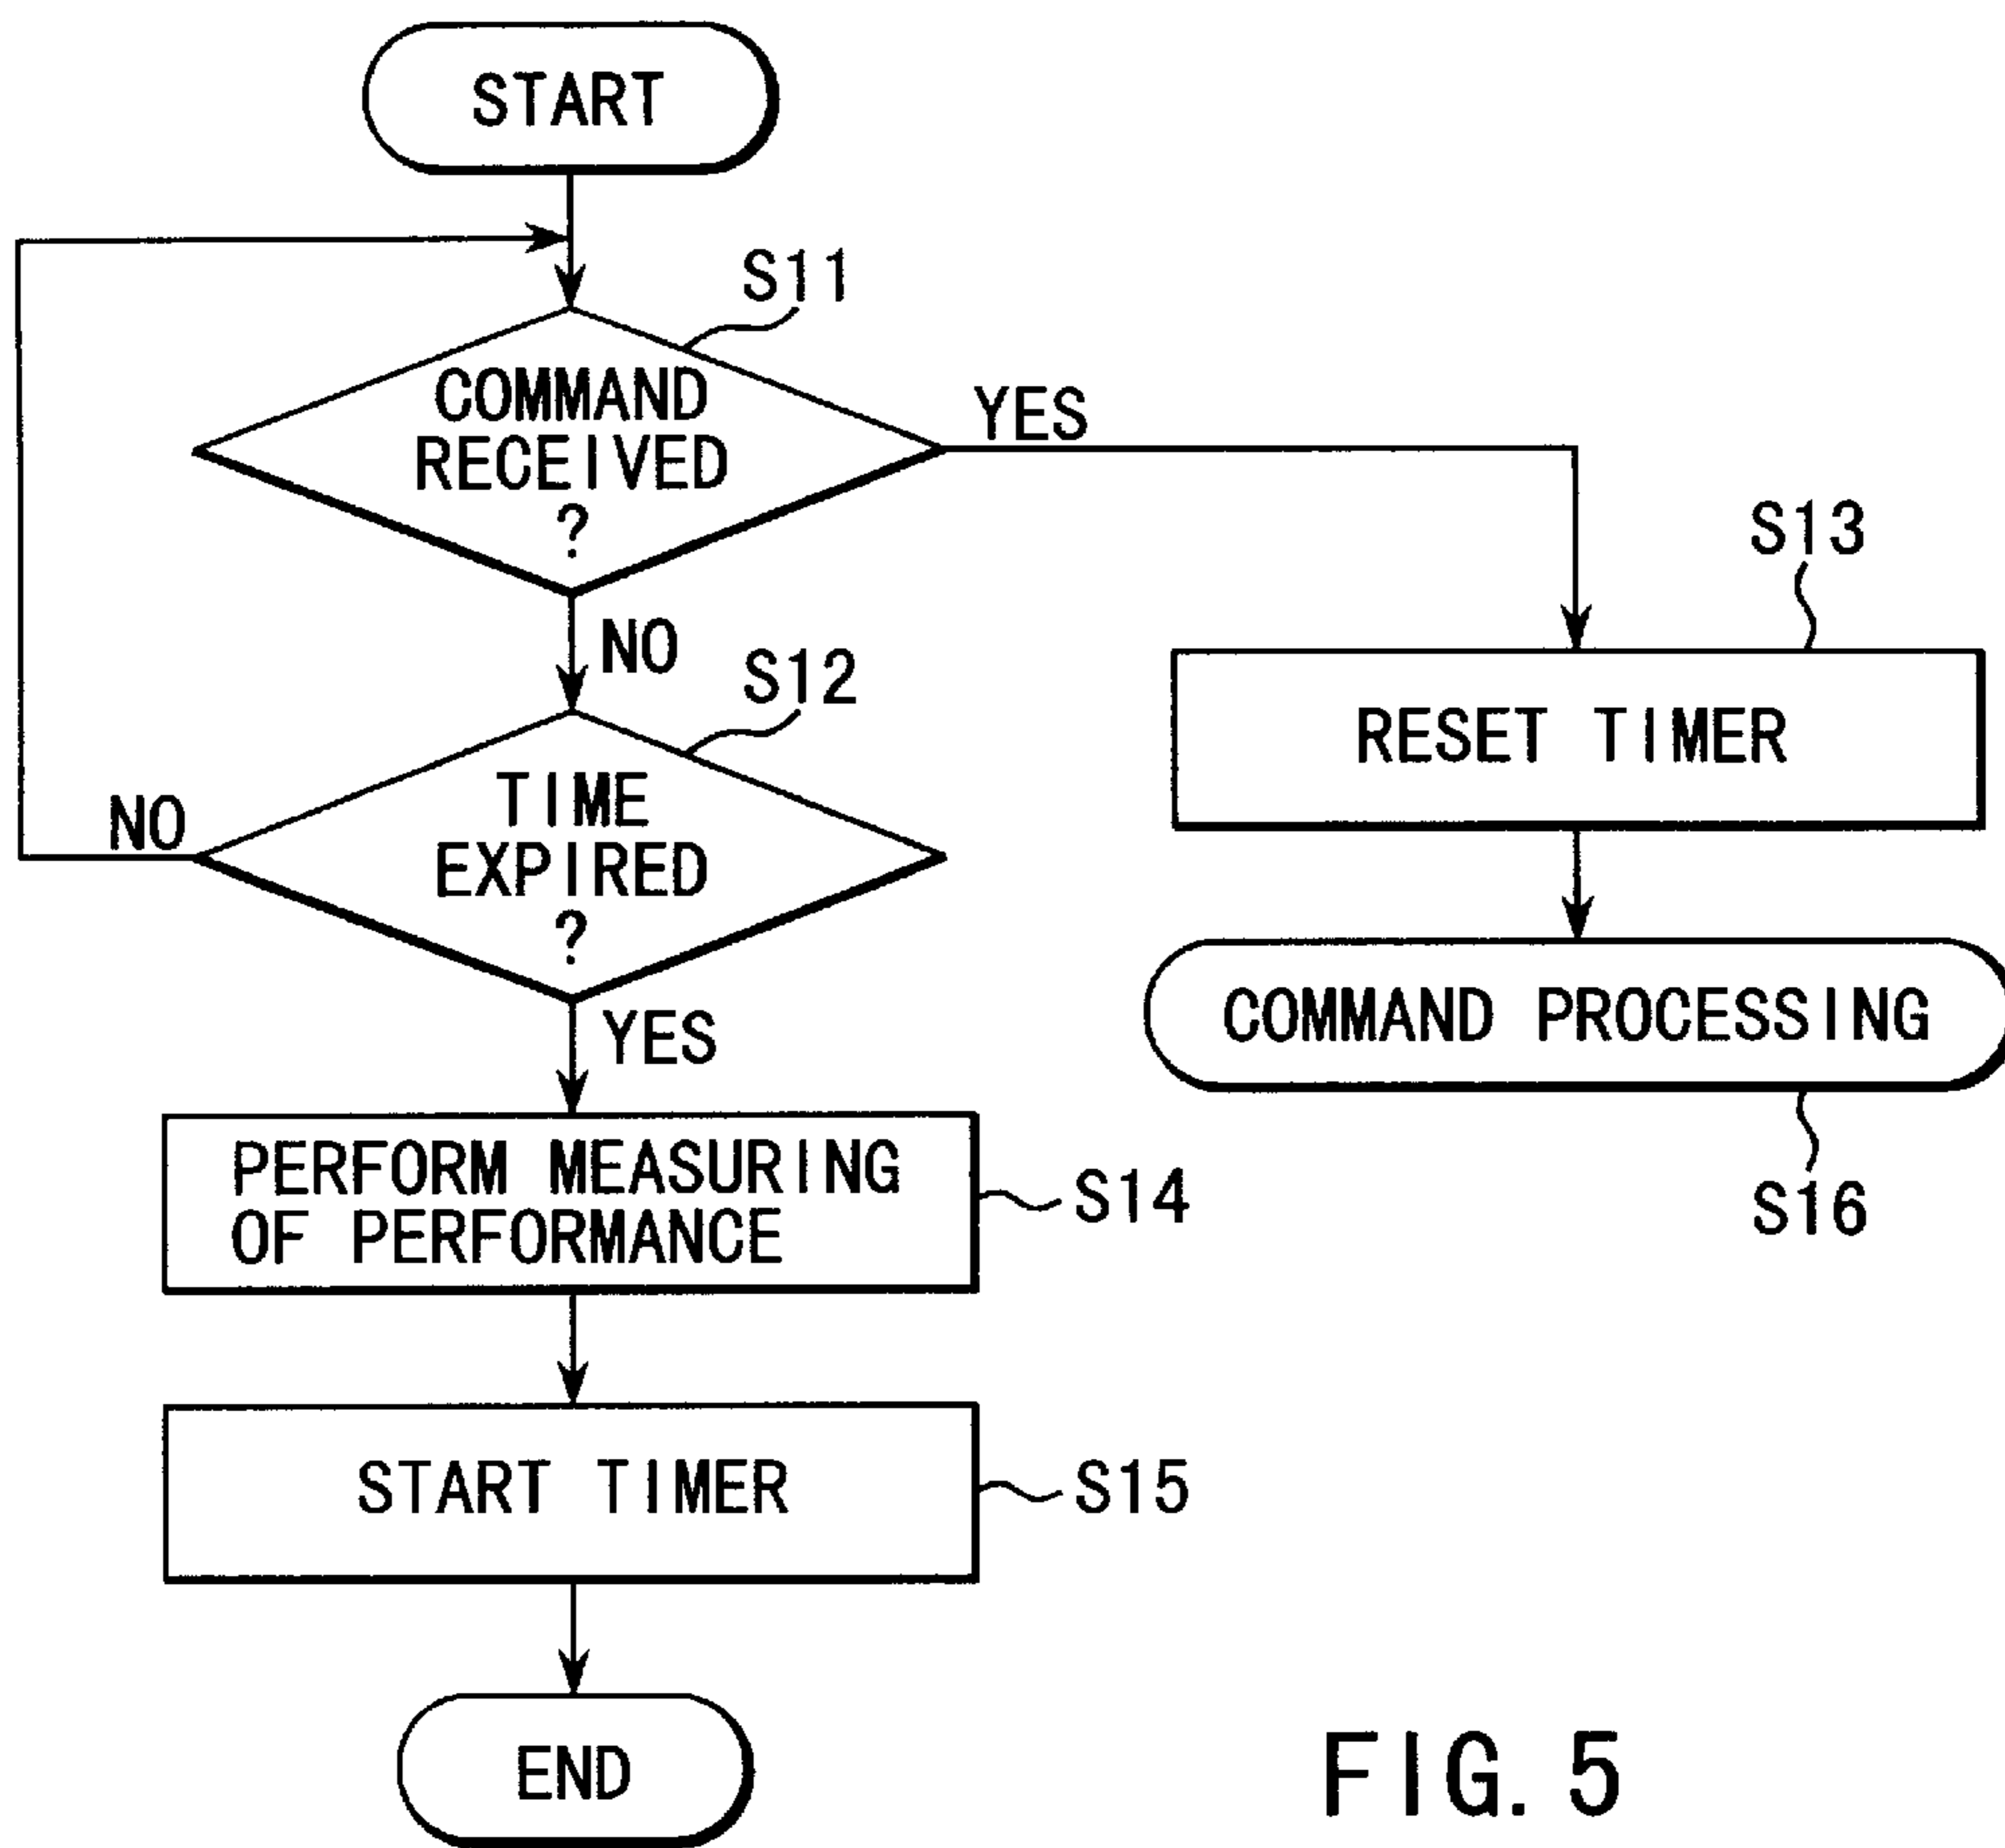 START
S11
COMMAND
RECEIVED
?
YES
NO
S13
RESET TIMER
S12
TIME
EXPIRED
?
NO
YES
COMMAND PROCESSING
S16
PERFORM MEASURING
OF PERFORMANCE
S14
START TIMER
S15
END
FIG. 5